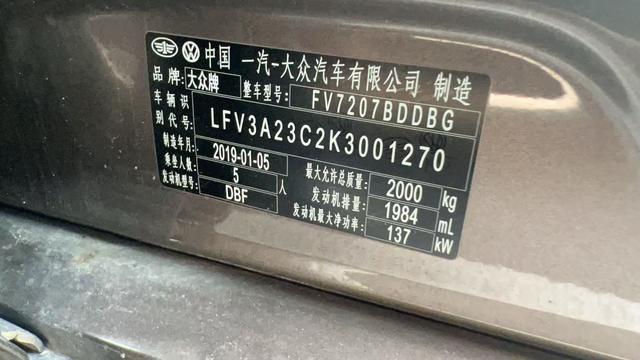 中国 一汽-大众汽车有限公司 制造
品牌: 大众牌 整车型号: FV7207BDDBG
车辆识别代号: LFV3A23C2K3001270
制造年月: 2019-01-05
乘坐人数: 5 人
发动机型号: DBF
最大允许总质量: 2000 kg
发动机排量: 1984 mL
发动机最大净功率: 137 kW